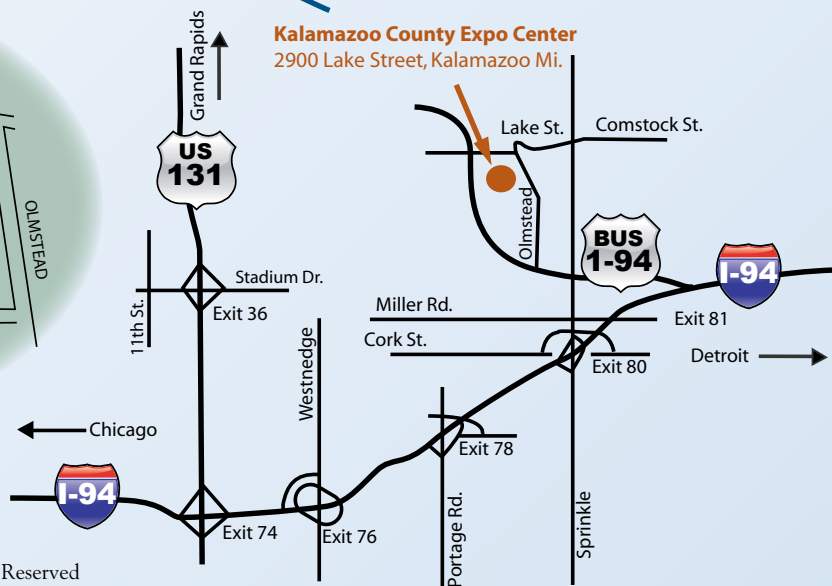 Kalamazoo County Expo Center
2900 Lake Street, Kalamazoo Mi.
Grand Rapids
US
131
Lake St.
Comstock St.
OLMSTEAD
Olmstead
BUS
1-94
I-94
11th St.
Stadium Dr.
Exit 36
Miller Rd.
Exit 81
Cork St.
Exit 80
Detroit
Westnedge
Chicago
Exit 78
I-94
Exit 74
Exit 76
Portage Rd.
Sprinkle
Reserved